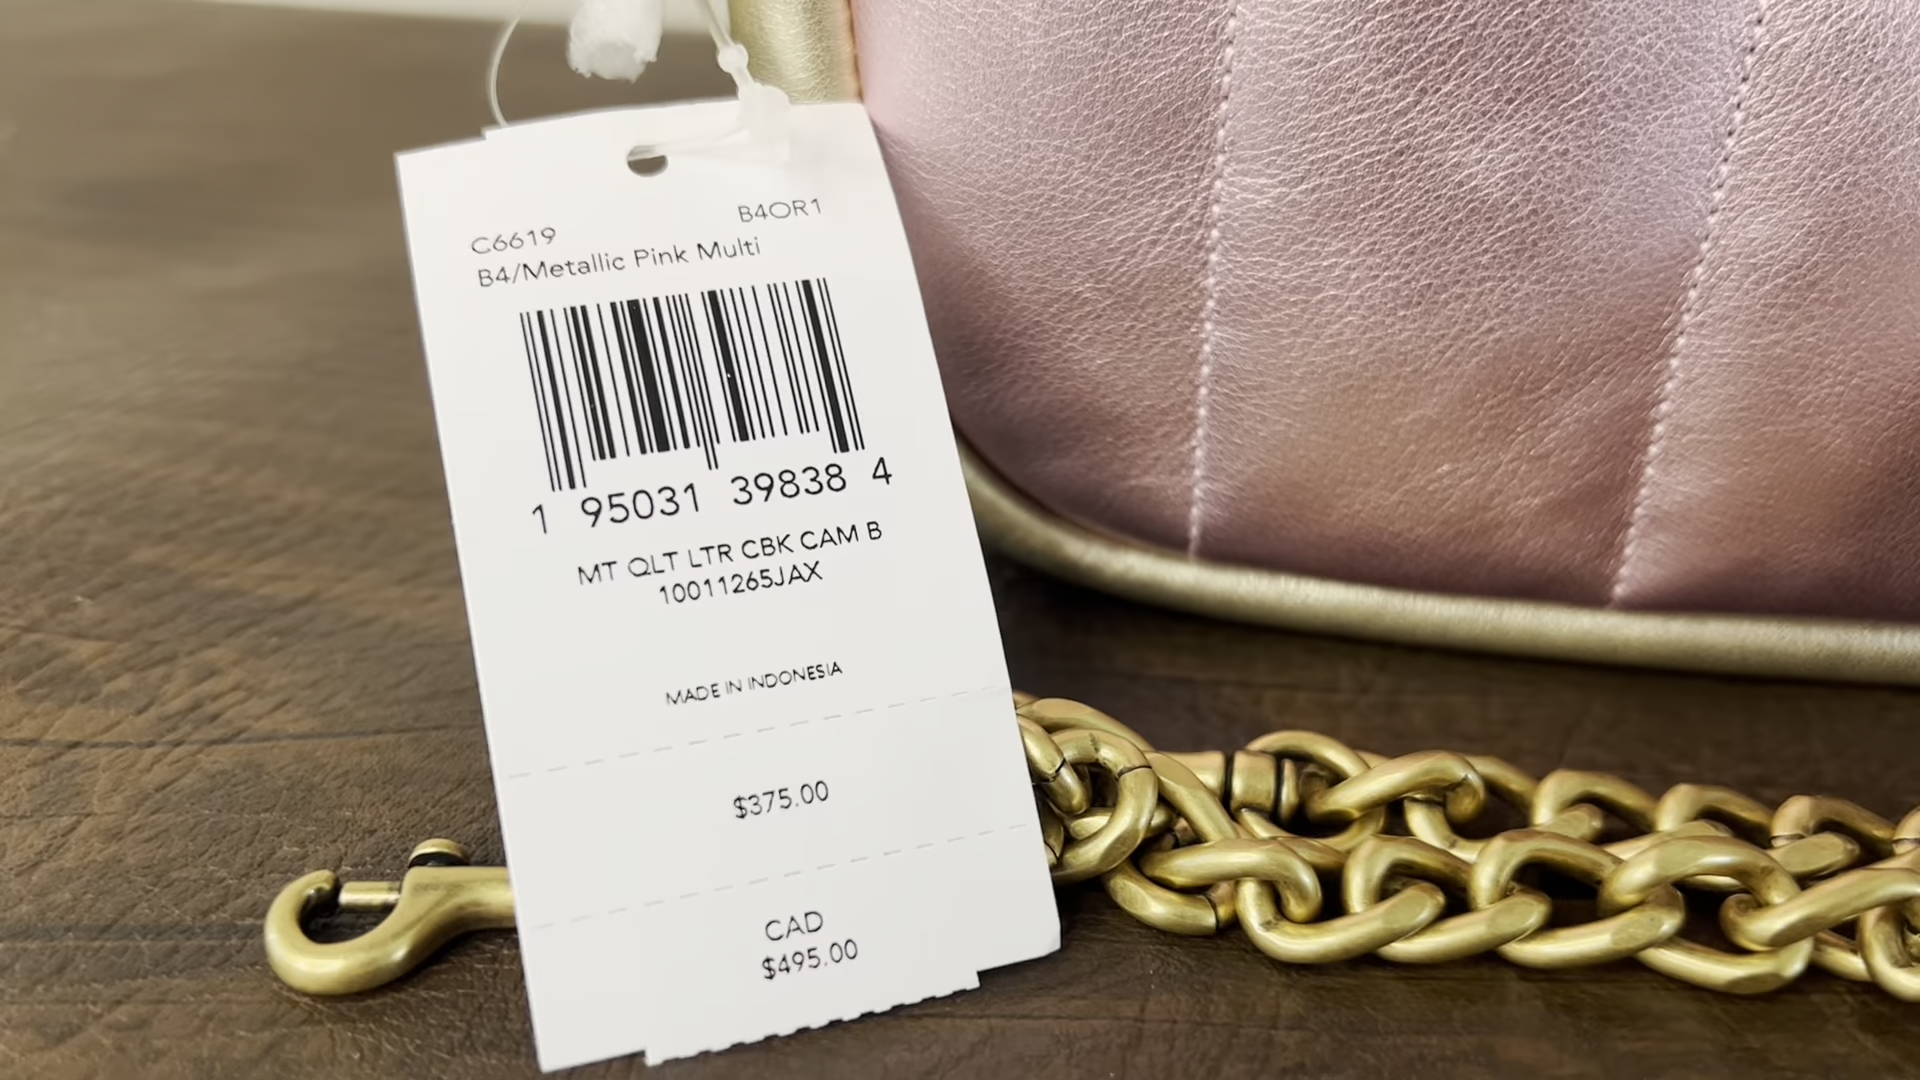 C6619 B4OR1
B4/Metallic Pink Multi
1 95031 39838 4
MT QLT LTR CBK CAM B
10011265JAX
MADE IN INDONESIA
$375.00
CAD
$495.00